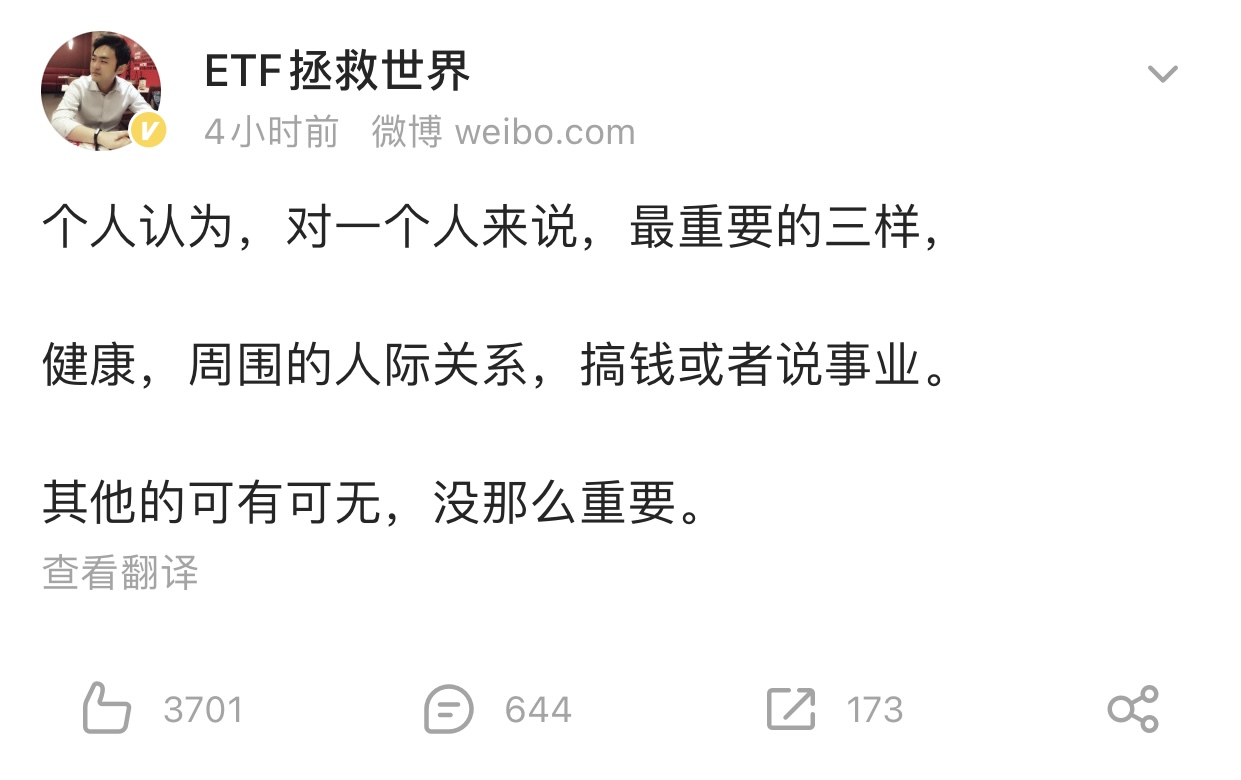 ETF拯救世界
4小时前 微博 weibo.com
个人认为，对一个人来说，最重要的三样，
健康，周围的人际关系，搞钱或者说事业。
其他的可有可无，没那么重要。
查看翻译
3701 644 173